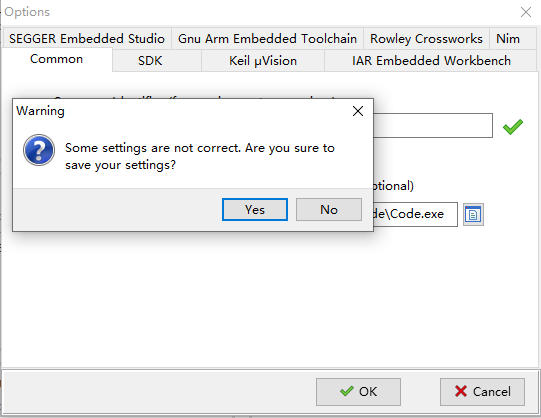 Options
SEGGER Embedded Studio
Gnu Arm Embedded Toolchain
Rowley Crossworks
Nim
Common
SDK
Keil µVision
IAR Embedded Workbench
Warning
Some settings are not correct. Are you sure to
save your settings?
ptional)
Yes
No
de\Code.exe
OK
Cancel